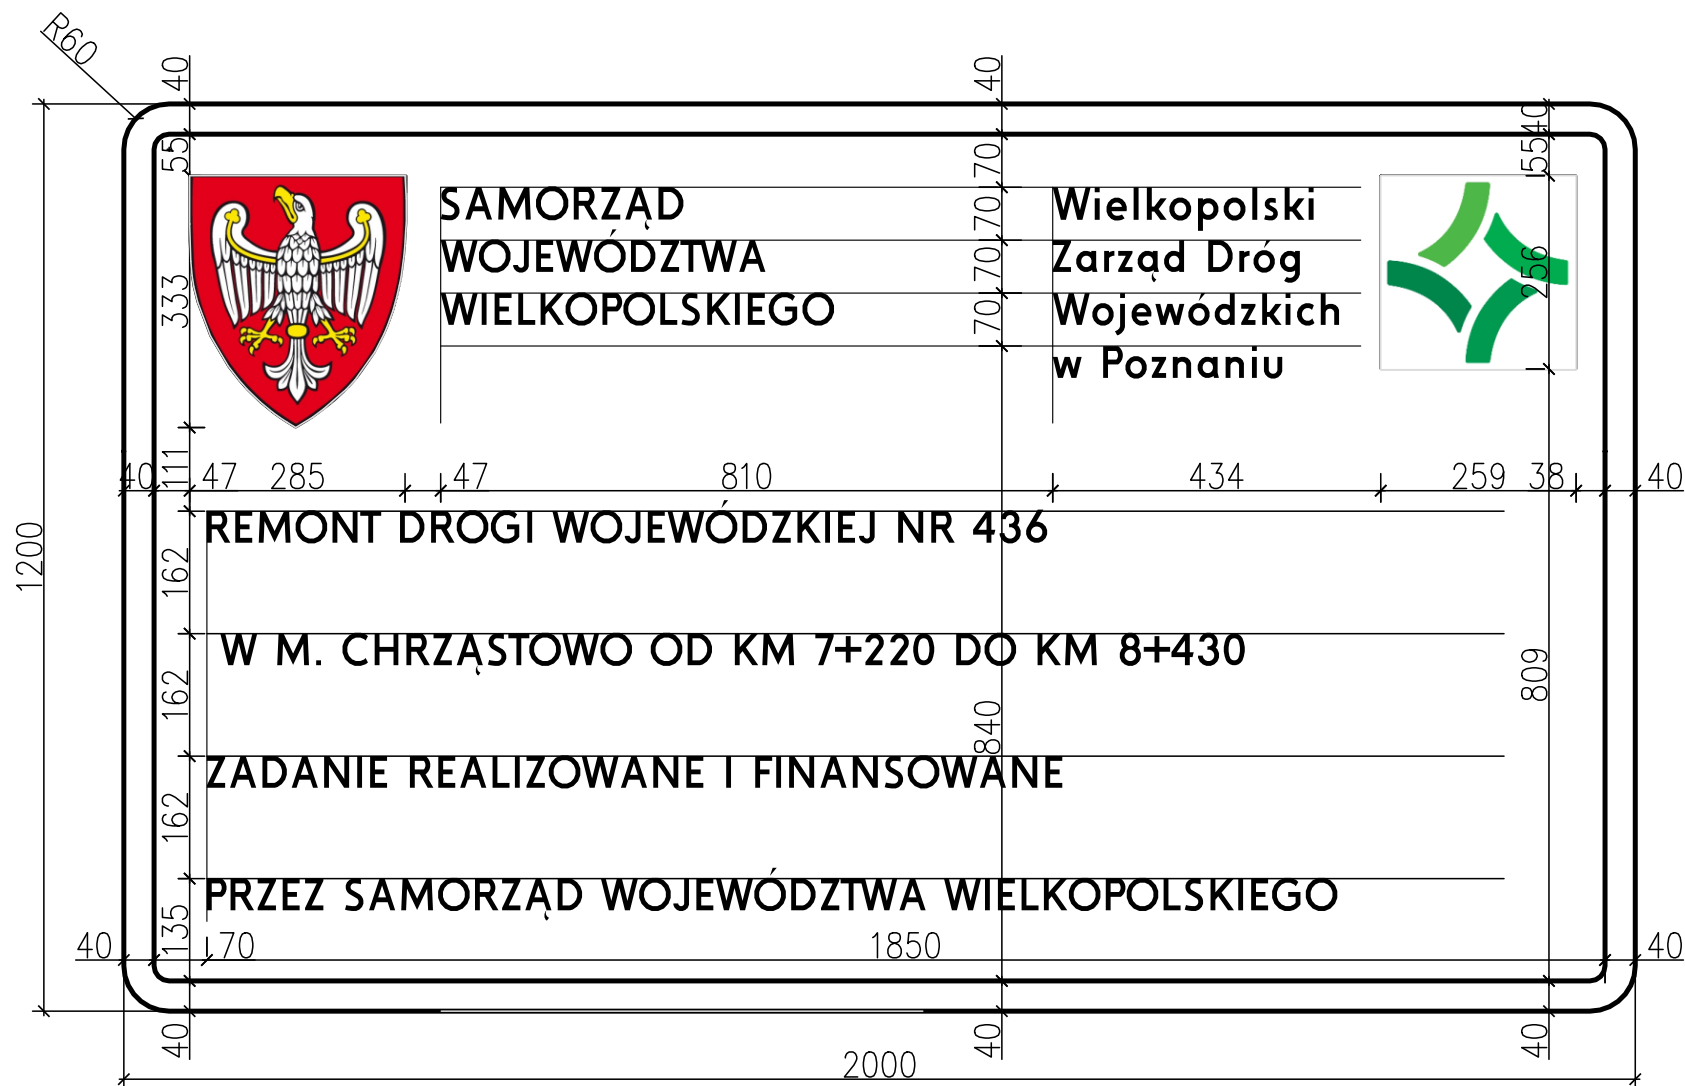 R60
40
40
5540
55
70
SAMORZĄD
WOJEWÓDZTWA
WIELKOPOLSKIEGO
70
70
70
Wielkopolski
Zarząd Dróg
Wojewódzkich
w Poznaniu
256
333
111
40 47 285 47 810 434 259 38 40
REMONT DROGI WOJEWÓDZKIEJ NR 436
1200
162
W M. CHRZĄSTOWO OD KM 7+220 DO KM 8+430
162
809
840
ZADANIE REALIZOWANE I FINANSOWANE
162
PRZEZ SAMORZĄD WOJEWÓDZTWA WIELKOPOLSKIEGO
135
40 70 1850 40
40 40 40
2000